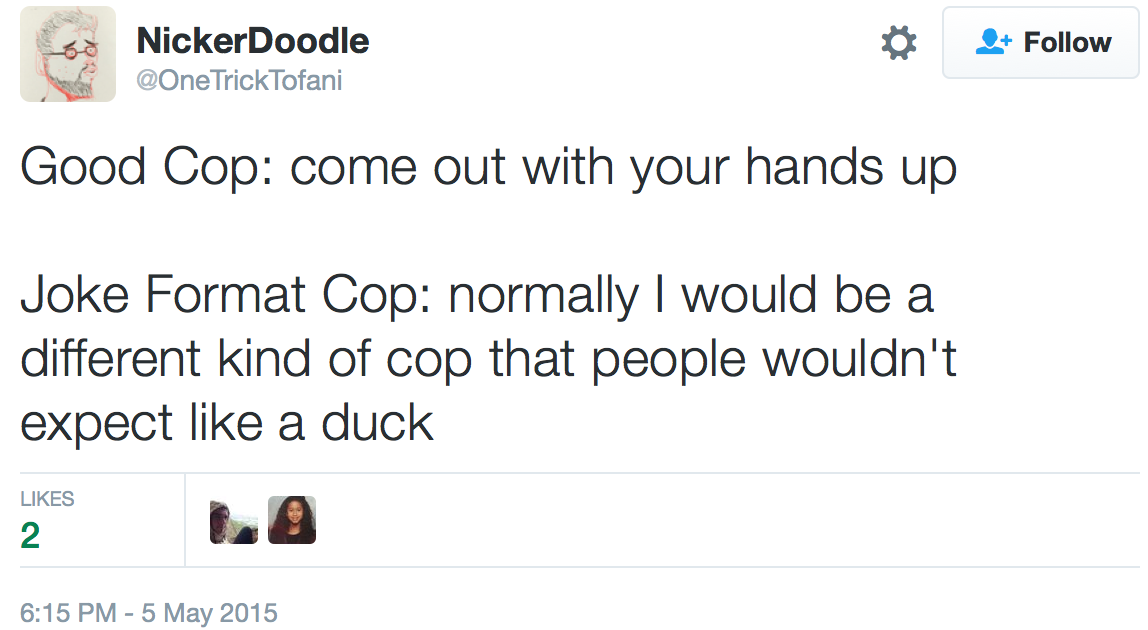 NickerDoodle
@OneTrickTofani
Follow
Good Cop: come out with your hands up
Joke Format Cop: normally I would be a
different kind of cop that people wouldn't
expect like a duck
LIKES
2
6:15 PM - 5 May 2015